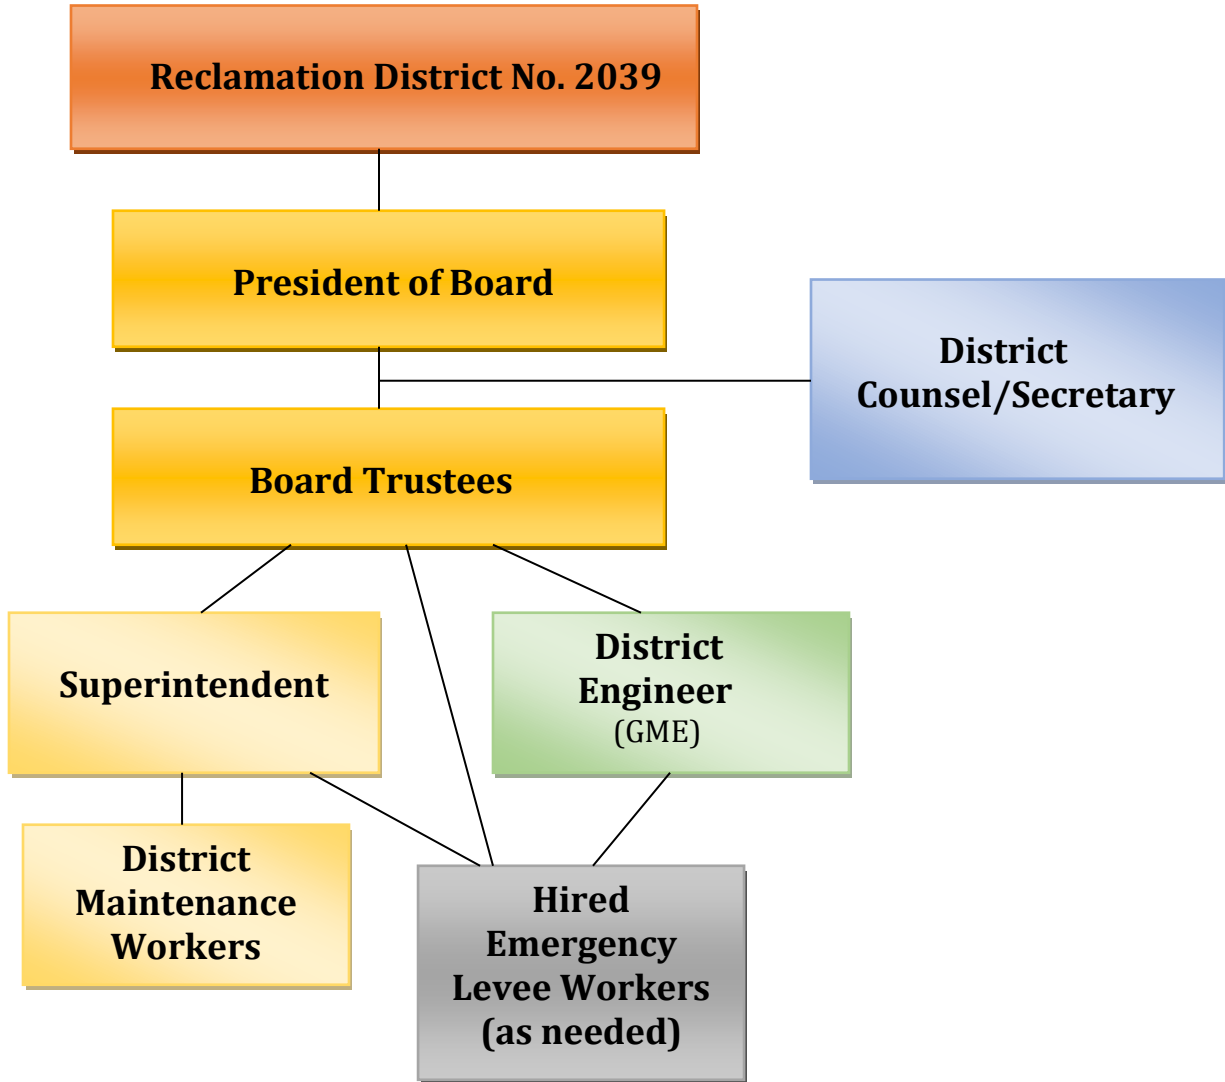 Reclamation District No. 2039
President of Board
District
Counsel/Secretary
Board Trustees
Superintendent
District
Engineer
(GME)
District
Maintenance
Workers
Hired
Emergency
Levee Workers
(as needed)